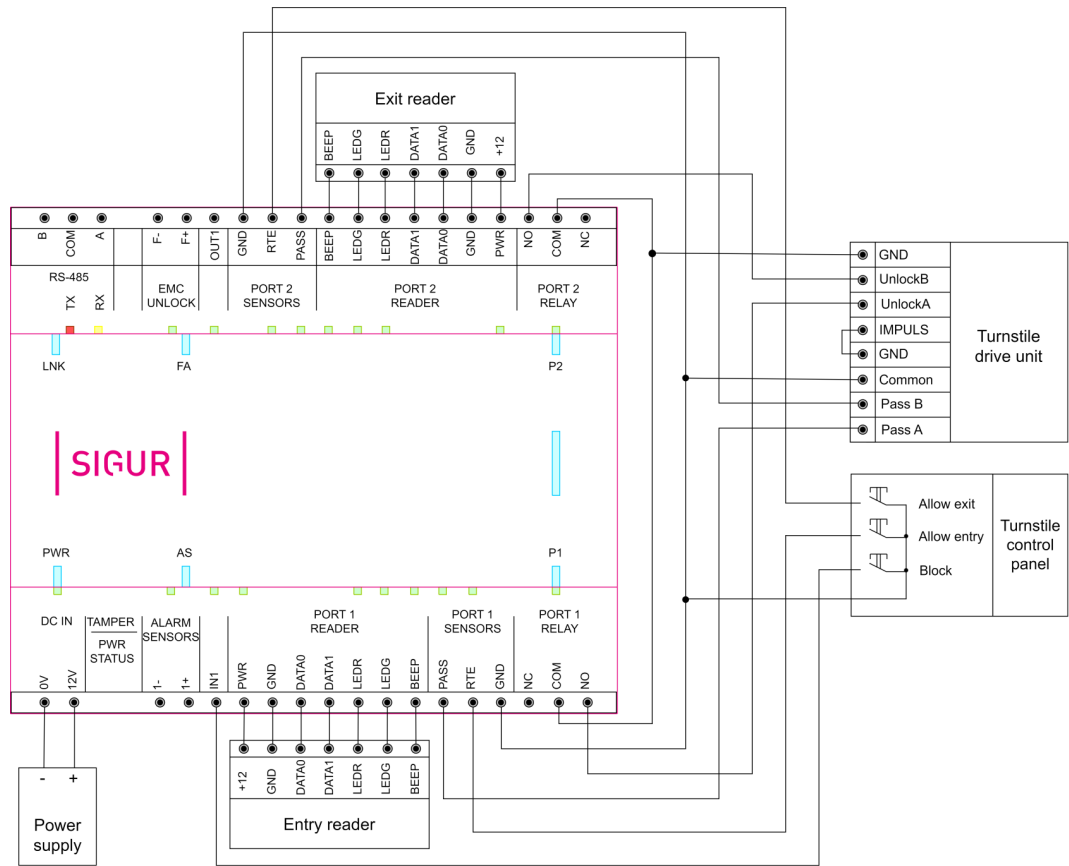 Exit reader
BEEP
LEDG
LEDR
DATA1
DATA0
GND
+12
B
COM
A
F-
F+
OUT1
GND
RTE
PASS
BEEP
LEDG
LEDR
DATA1
DATA0
GND
PWR
NO
COM
NC
RS-485
TX
RX
EMC
UNLOCK
PORT 2
SENSORS
PORT 2
READER
PORT 2
RELAY
LNK
FA
P2
SIGUR
PWR
AS
P1
DC IN
TAMPER
PWR
STATUS
ALARM
SENSORS
PORT 1
READER
PORT 1
SENSORS
PORT 1
RELAY
0V
12V
1-
1+
IN1
PWR
GND
DATA0
DATA1
LEDR
LEDG
BEEP
PASS
RTE
GND
NC
COM
NO
- +
Power
supply
+12
GND
DATA0
DATA1
LEDR
LEDG
BEEP
Entry reader
GND
UnlockB
UnlockA
IMPULS
GND
Common
Pass B
Pass A
Turnstile
drive unit
Allow exit
Allow entry
Block
Turnstile
control
panel